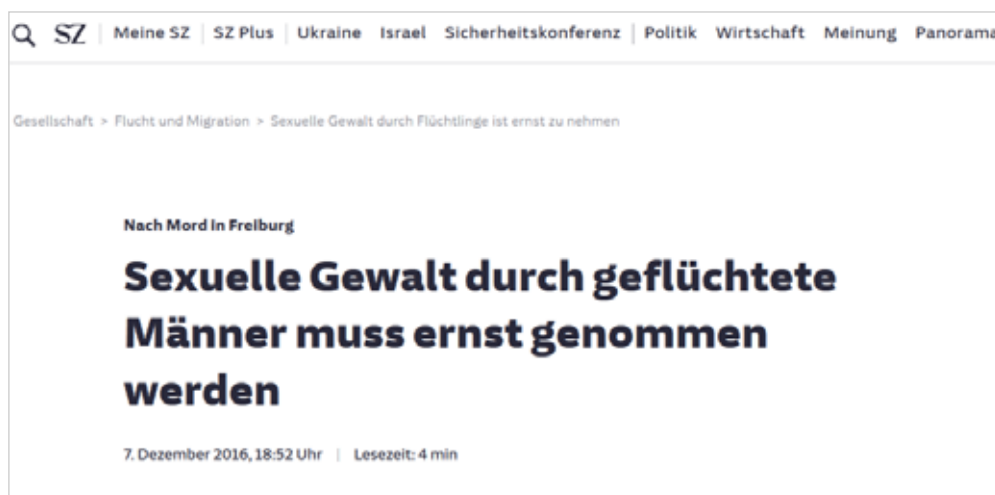 SZ Meine SZ SZ Plus Ukraine Israel Sicherheitskonferenz Politik Wirtschaft Meinung Panorama
Gesellschaft > Flucht und Migration > Sexuelle Gewalt durch Flüchtlinge ist ernst zu nehmen
Nach Mord in Freiburg
Sexuelle Gewalt durch geflüchtete
Männer muss ernst genommen
werden
7. Dezember 2016, 18:52 Uhr | Lesezeit: 4 min